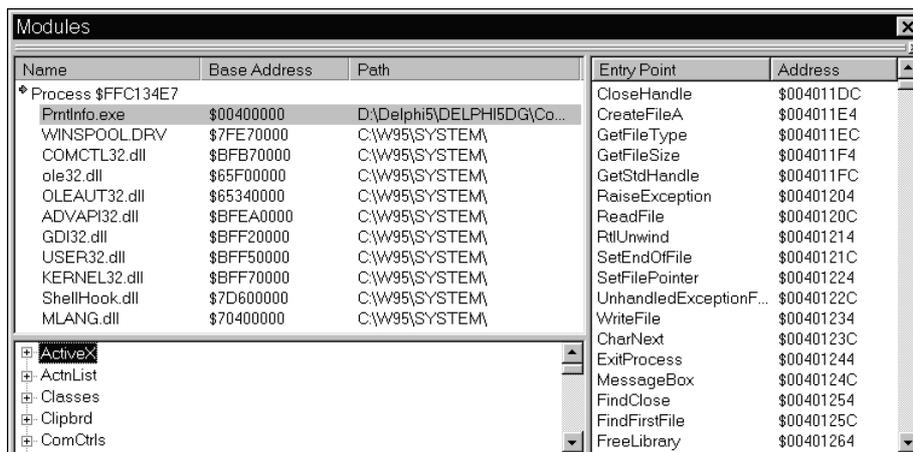 Modules
Name Base Address Path
Process $FFC134E7
PrntInfo.exe $00400000 D:\Delphi5\DELPHI5DG\Co...
WINSPOOL.DRV $7FE70000 C:\W95\SYSTEM\
COMCTL32.dll $BFB70000 C:\W95\SYSTEM\
ole32.dll $65F00000 C:\W95\SYSTEM\
OLEAUT32.dll $65340000 C:\W95\SYSTEM\
ADVAPI32.dll $BFEA0000 C:\W95\SYSTEM\
GDI32.dll $BFF20000 C:\W95\SYSTEM\
USER32.dll $BFF50000 C:\W95\SYSTEM\
KERNEL32.dll $BFF70000 C:\W95\SYSTEM\
ShellHook.dll $7D600000 C:\W95\SYSTEM\
MLANG.dll $70400000 C:\W95\SYSTEM\
ActiveX
ActnList
Classes
Clipbrd
ComCtrls
Entry Point Address
CloseHandle $004011DC
CreateFileA $004011E4
GetFileType $004011EC
GetFileSize $004011F4
GetStdHandle $004011FC
RaiseException $00401204
ReadFile $0040120C
RtlUnwind $00401214
SetEndOfFile $0040121C
SetFilePointer $00401224
UnhandledExceptionF... $0040122C
WriteFile $00401234
CharNext $0040123C
ExitProcess $00401244
MessageBox $0040124C
FindClose $00401254
FindFirstFile $0040125C
FreeLibrary $00401264